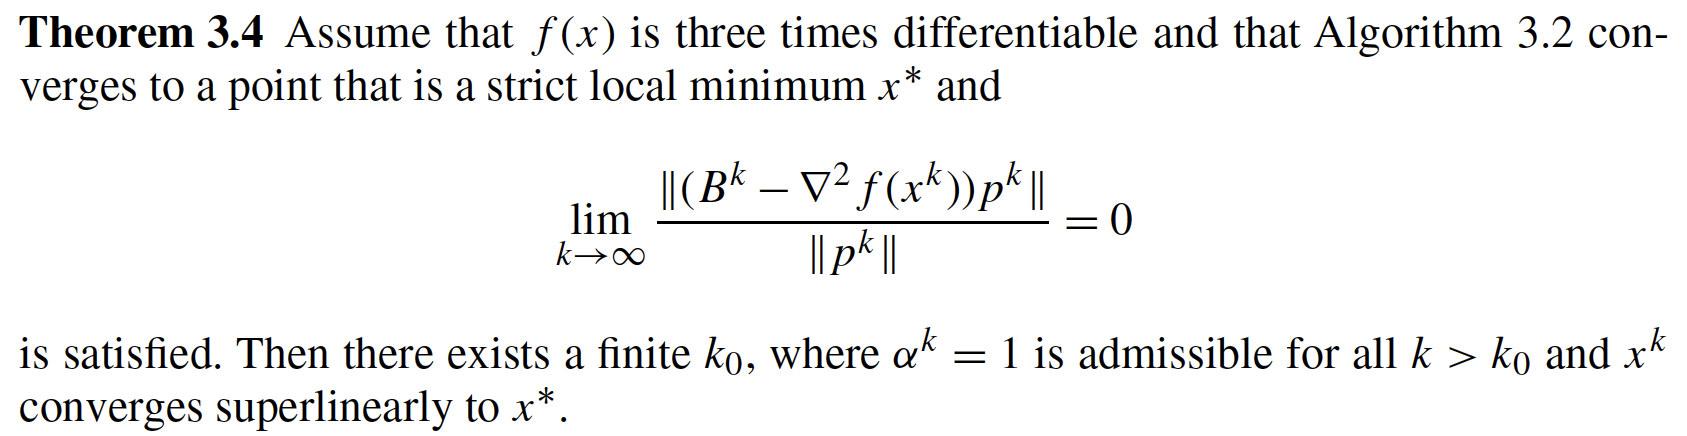 Theorem 3.4 Assume that f(x) is three times differentiable and that Algorithm 3.2 con-
verges to a point that is a strict local minimum x* and
lim_{k→∞} ‖(B^k − ∇²f(x^k))p^k‖ / ‖p^k‖ = 0
is satisfied. Then there exists a finite k₀, where α^k = 1 is admissible for all k > k₀ and x^k
converges superlinearly to x*.